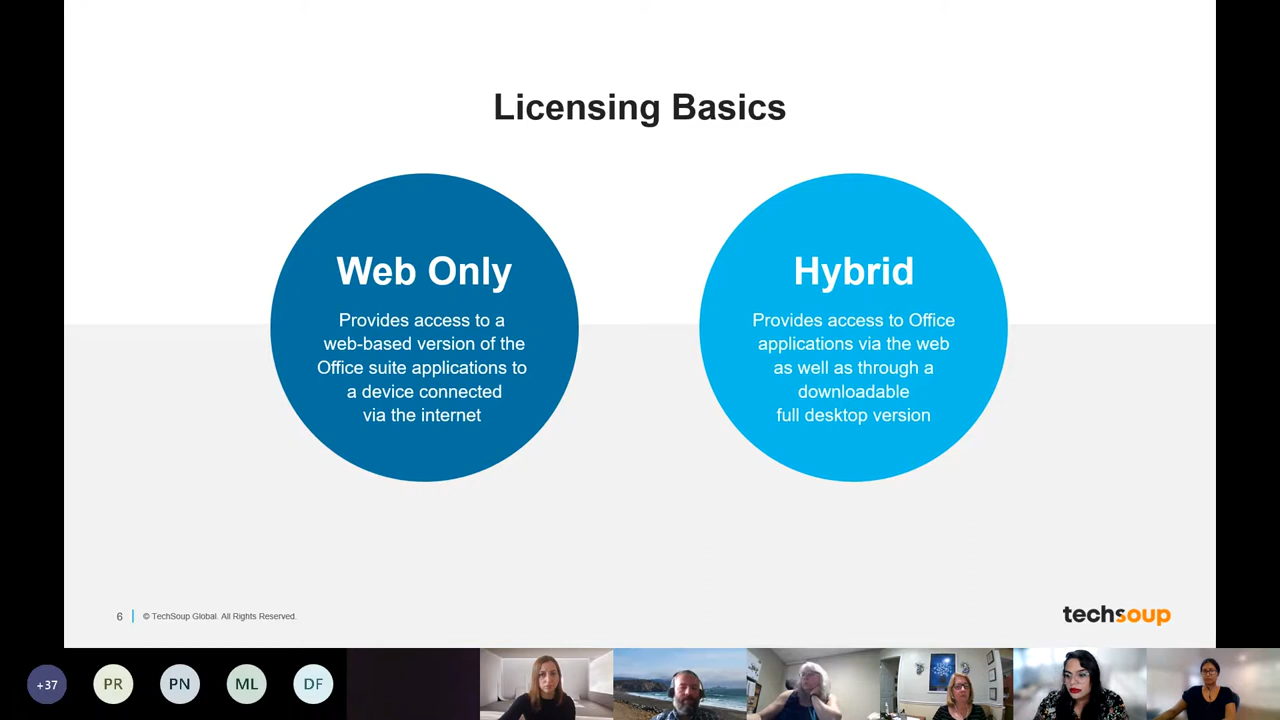 Licensing Basics
Web Only
Provides access to a
web-based version of the
Office suite applications to
a device connected
via the internet
Hybrid
Provides access to Office
applications via the web
as well as through a
downloadable
full desktop version
6
© TechSoup Global. All Rights Reserved.
techsoup
+37
PR
PN
ML
DF